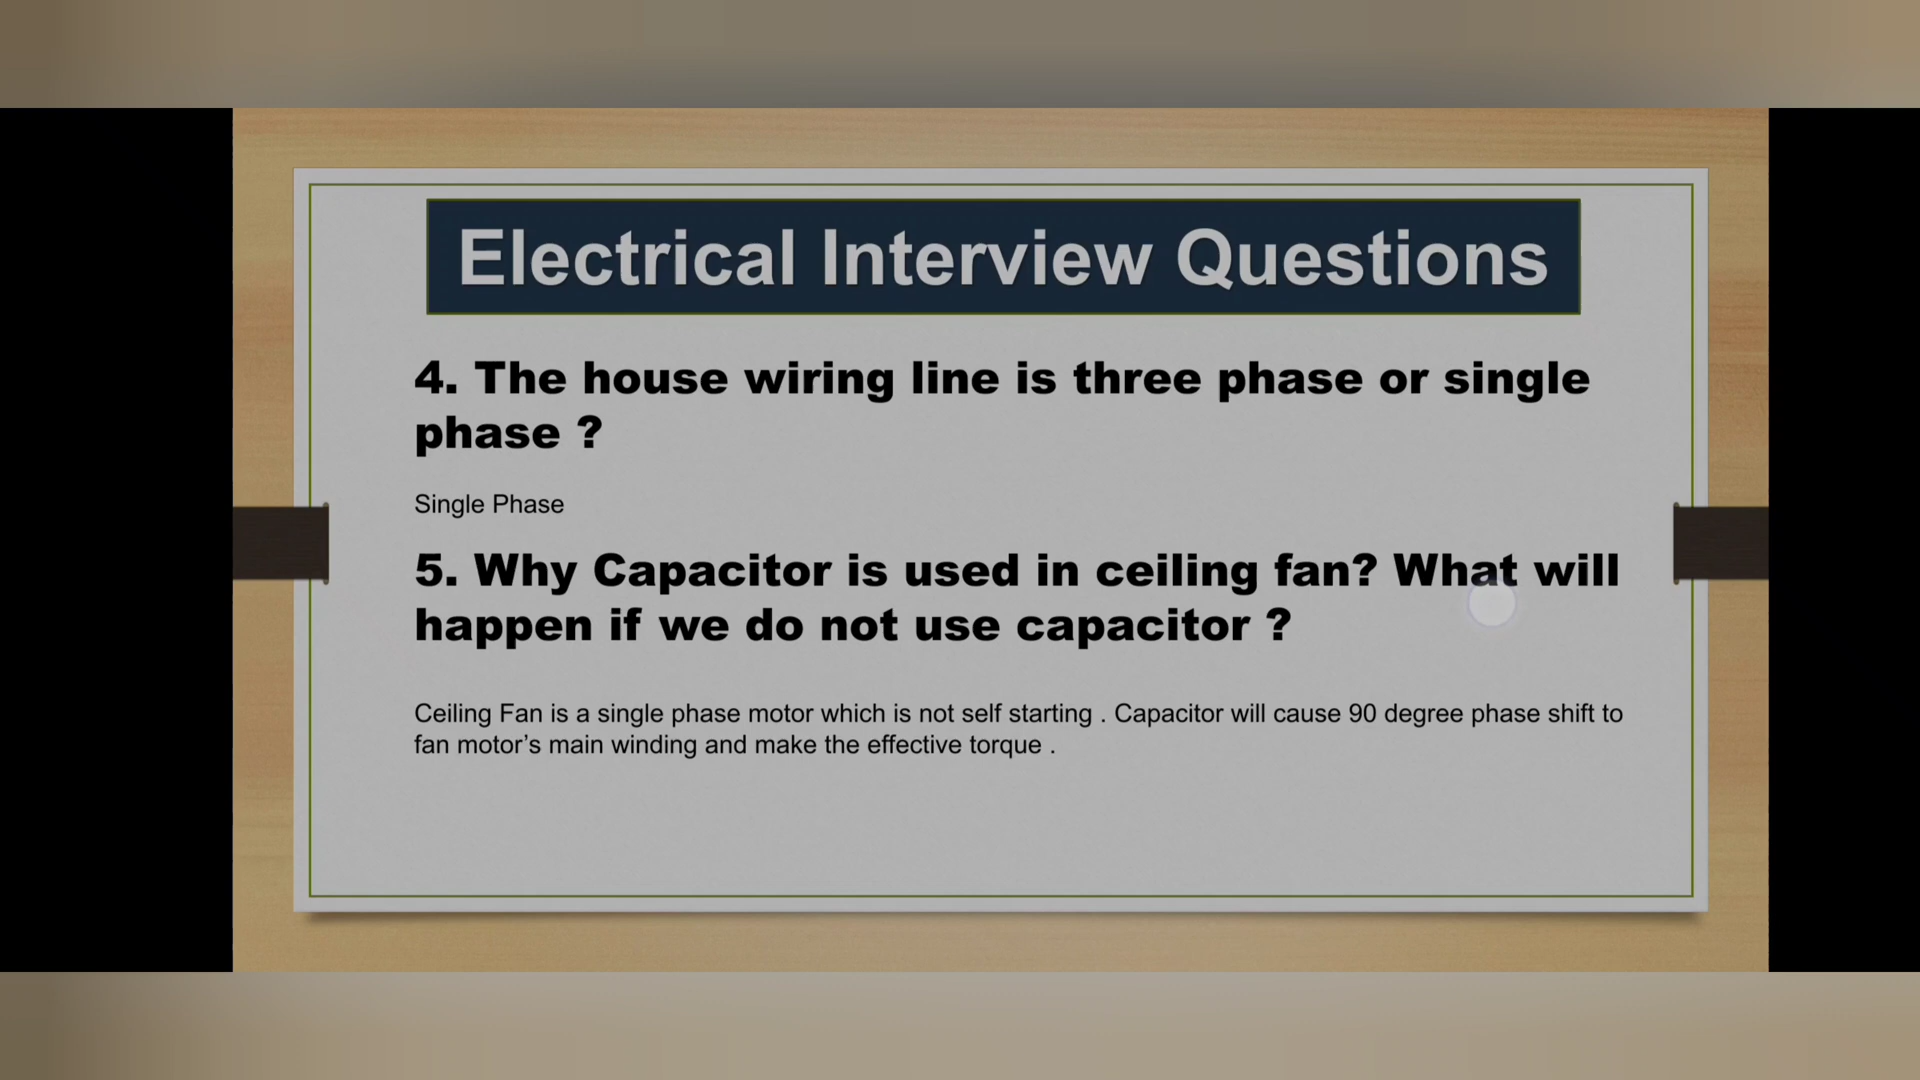 Electrical Interview Questions
4. The house wiring line is three phase or single
phase ?
Single Phase
5. Why Capacitor is used in ceiling fan? What will
happen if we do not use capacitor ?
Ceiling Fan is a single phase motor which is not self starting . Capacitor will cause 90 degree phase shift to
fan motor’s main winding and make the effective torque .